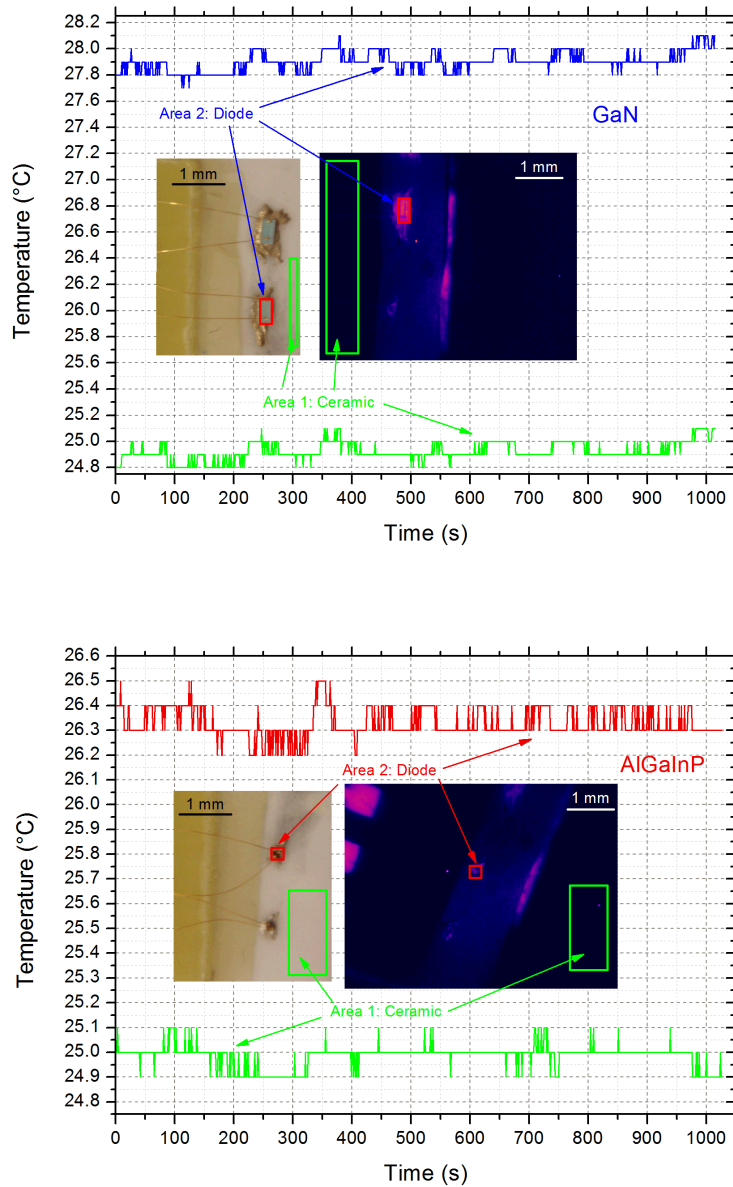 28.2
28.0
27.8
27.6
27.4
27.2
27.0
26.8
26.6
26.4
26.2
26.0
25.8
25.6
25.4
25.2
25.0
24.8
Temperature (°C)
GaN
Area 2: Diode
1 mm
1 mm
Area 1: Ceramic
0 100 200 300 400 500 600 700 800 900 1000
Time (s)
26.6
26.5
26.4
26.3
26.2
26.1
26.0
25.9
25.8
25.7
25.6
25.5
25.4
25.3
25.2
25.1
25.0
24.9
24.8
Temperature (°C)
Area 2: Diode
AlGaInP
1 mm
1 mm
Area 1: Ceramic
0 100 200 300 400 500 600 700 800 900 1000
Time (s)